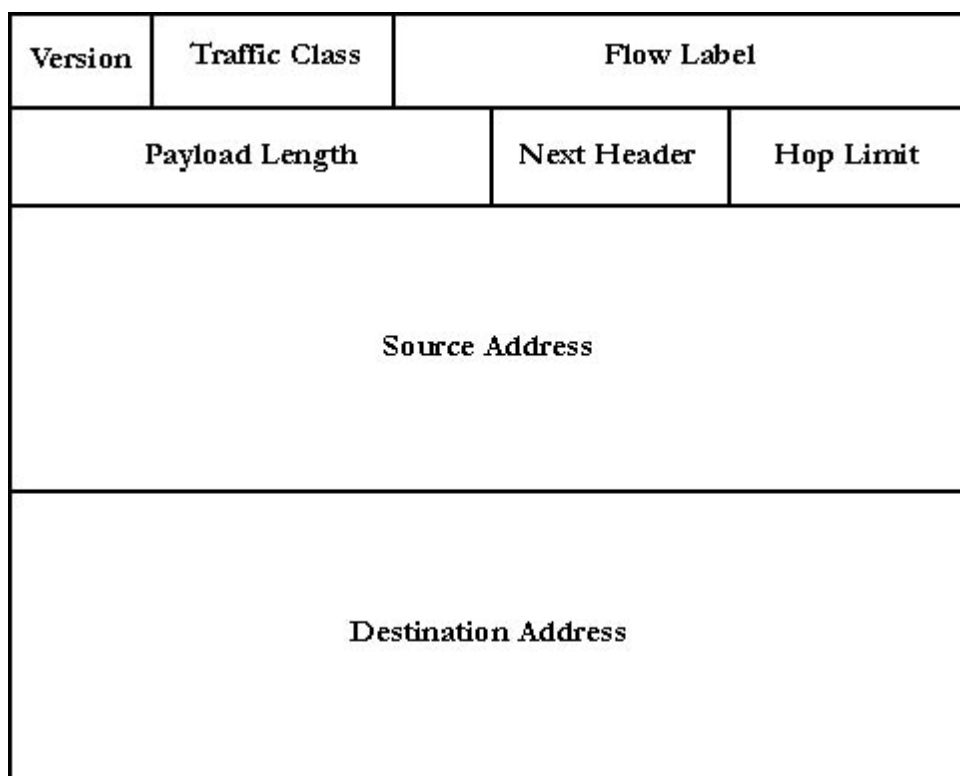 Version
Traffic Class
Flow Label
Payload Length
Next Header
Hop Limit
Source Address
Destination Address